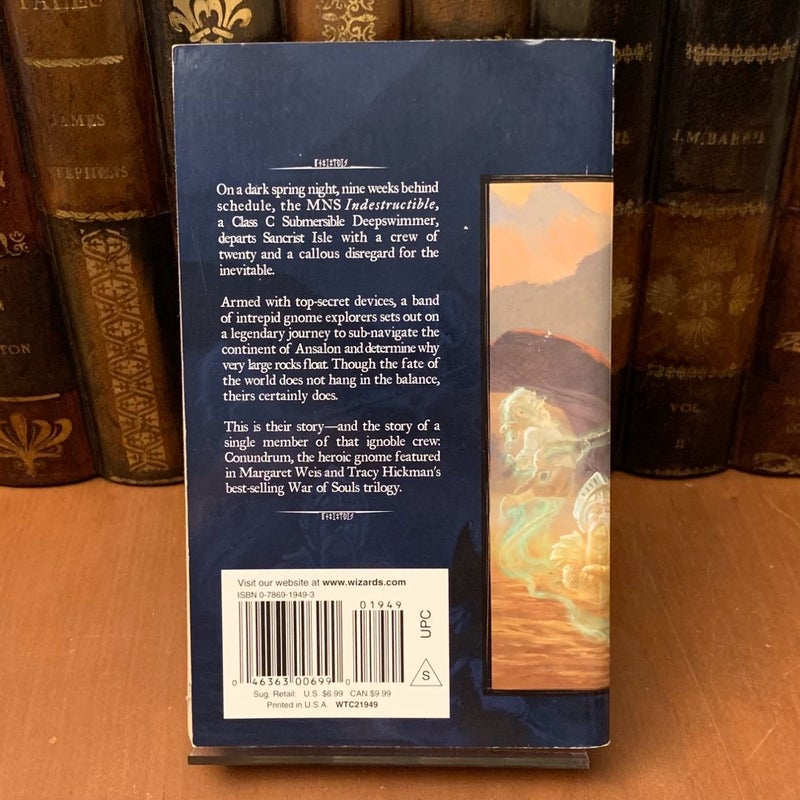 TALES
JAMES
STEPHENS
J.M. BARRIE
TON
VOL
II
On a dark spring night, nine weeks behind
schedule, the MNS Indestructible,
a Class C Submersible Deepswimmer,
departs Sancrist Isle with a crew of
twenty and a callous disregard for the
inevitable.
Armed with top-secret devices, a band
of intrepid gnome explorers sets out on
a legendary journey to sub-navigate the
continent of Ansalon and determine why
very large rocks float. Though the fate of
the world does not hang in the balance,
theirs certainly does.
This is their story—and the story of a
single member of that ignoble crew:
Conundrum, the heroic gnome featured
in Margaret Weis and Tracy Hickman's
best-selling War of Souls trilogy.
Visit our website at www.wizards.com
ISBN 0-7869-1949-3
01949
UPC
S
0 46363 00699 0
Sug. Retail: U.S. $6.99 CAN $9.99
Printed in U.S.A WTC21949